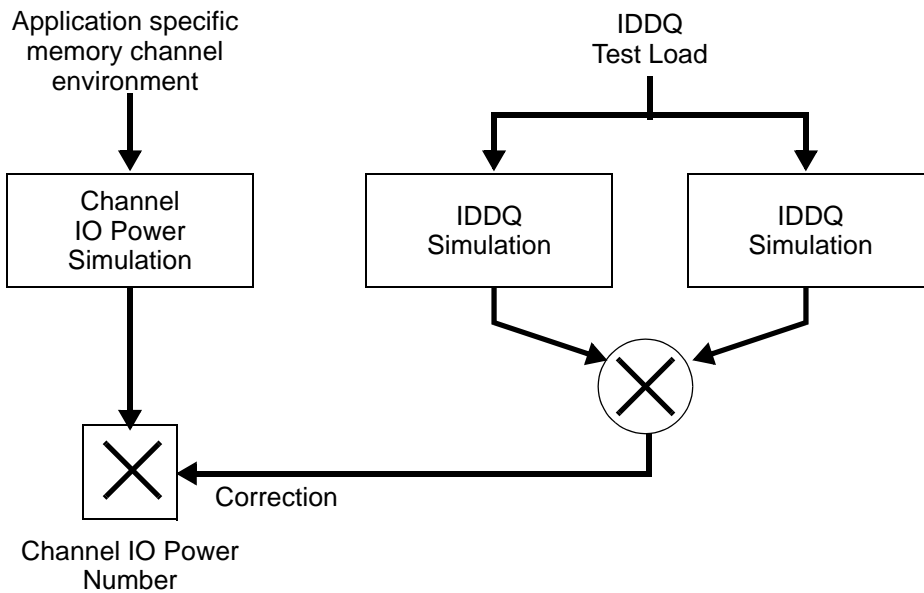 Application specific
memory channel
environment
IDDQ
Test Load
Channel
IO Power
Simulation
IDDQ
Simulation
IDDQ
Simulation
Correction
Channel IO Power
Number